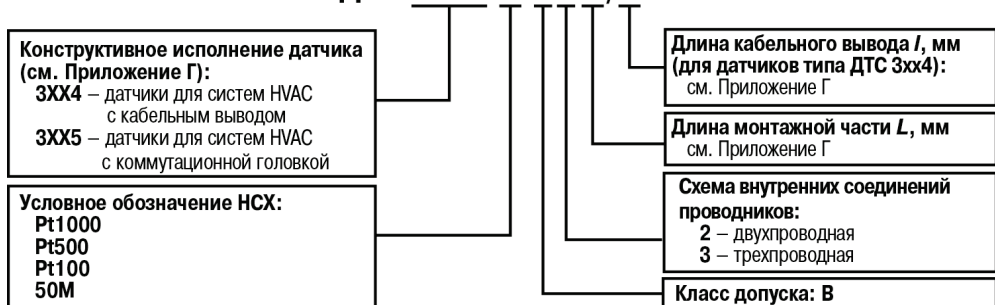 Конструктивное исполнение датчика
(см. Приложение Г):
3XX4 – датчики для систем HVAC
с кабельным выводом
3XX5 – датчики для систем HVAC
с коммутационной головкой
Условное обозначение НСХ:
Pt1000
Pt500
Pt100
50М
Длина кабельного вывода l, мм
(для датчиков типа ДТС 3хх4):
см. Приложение Г
Длина монтажной части L, мм
см. Приложение Г
Схема внутренних соединений
проводников:
2 – двухпроводная
3 – трехпроводная
Класс допуска: В